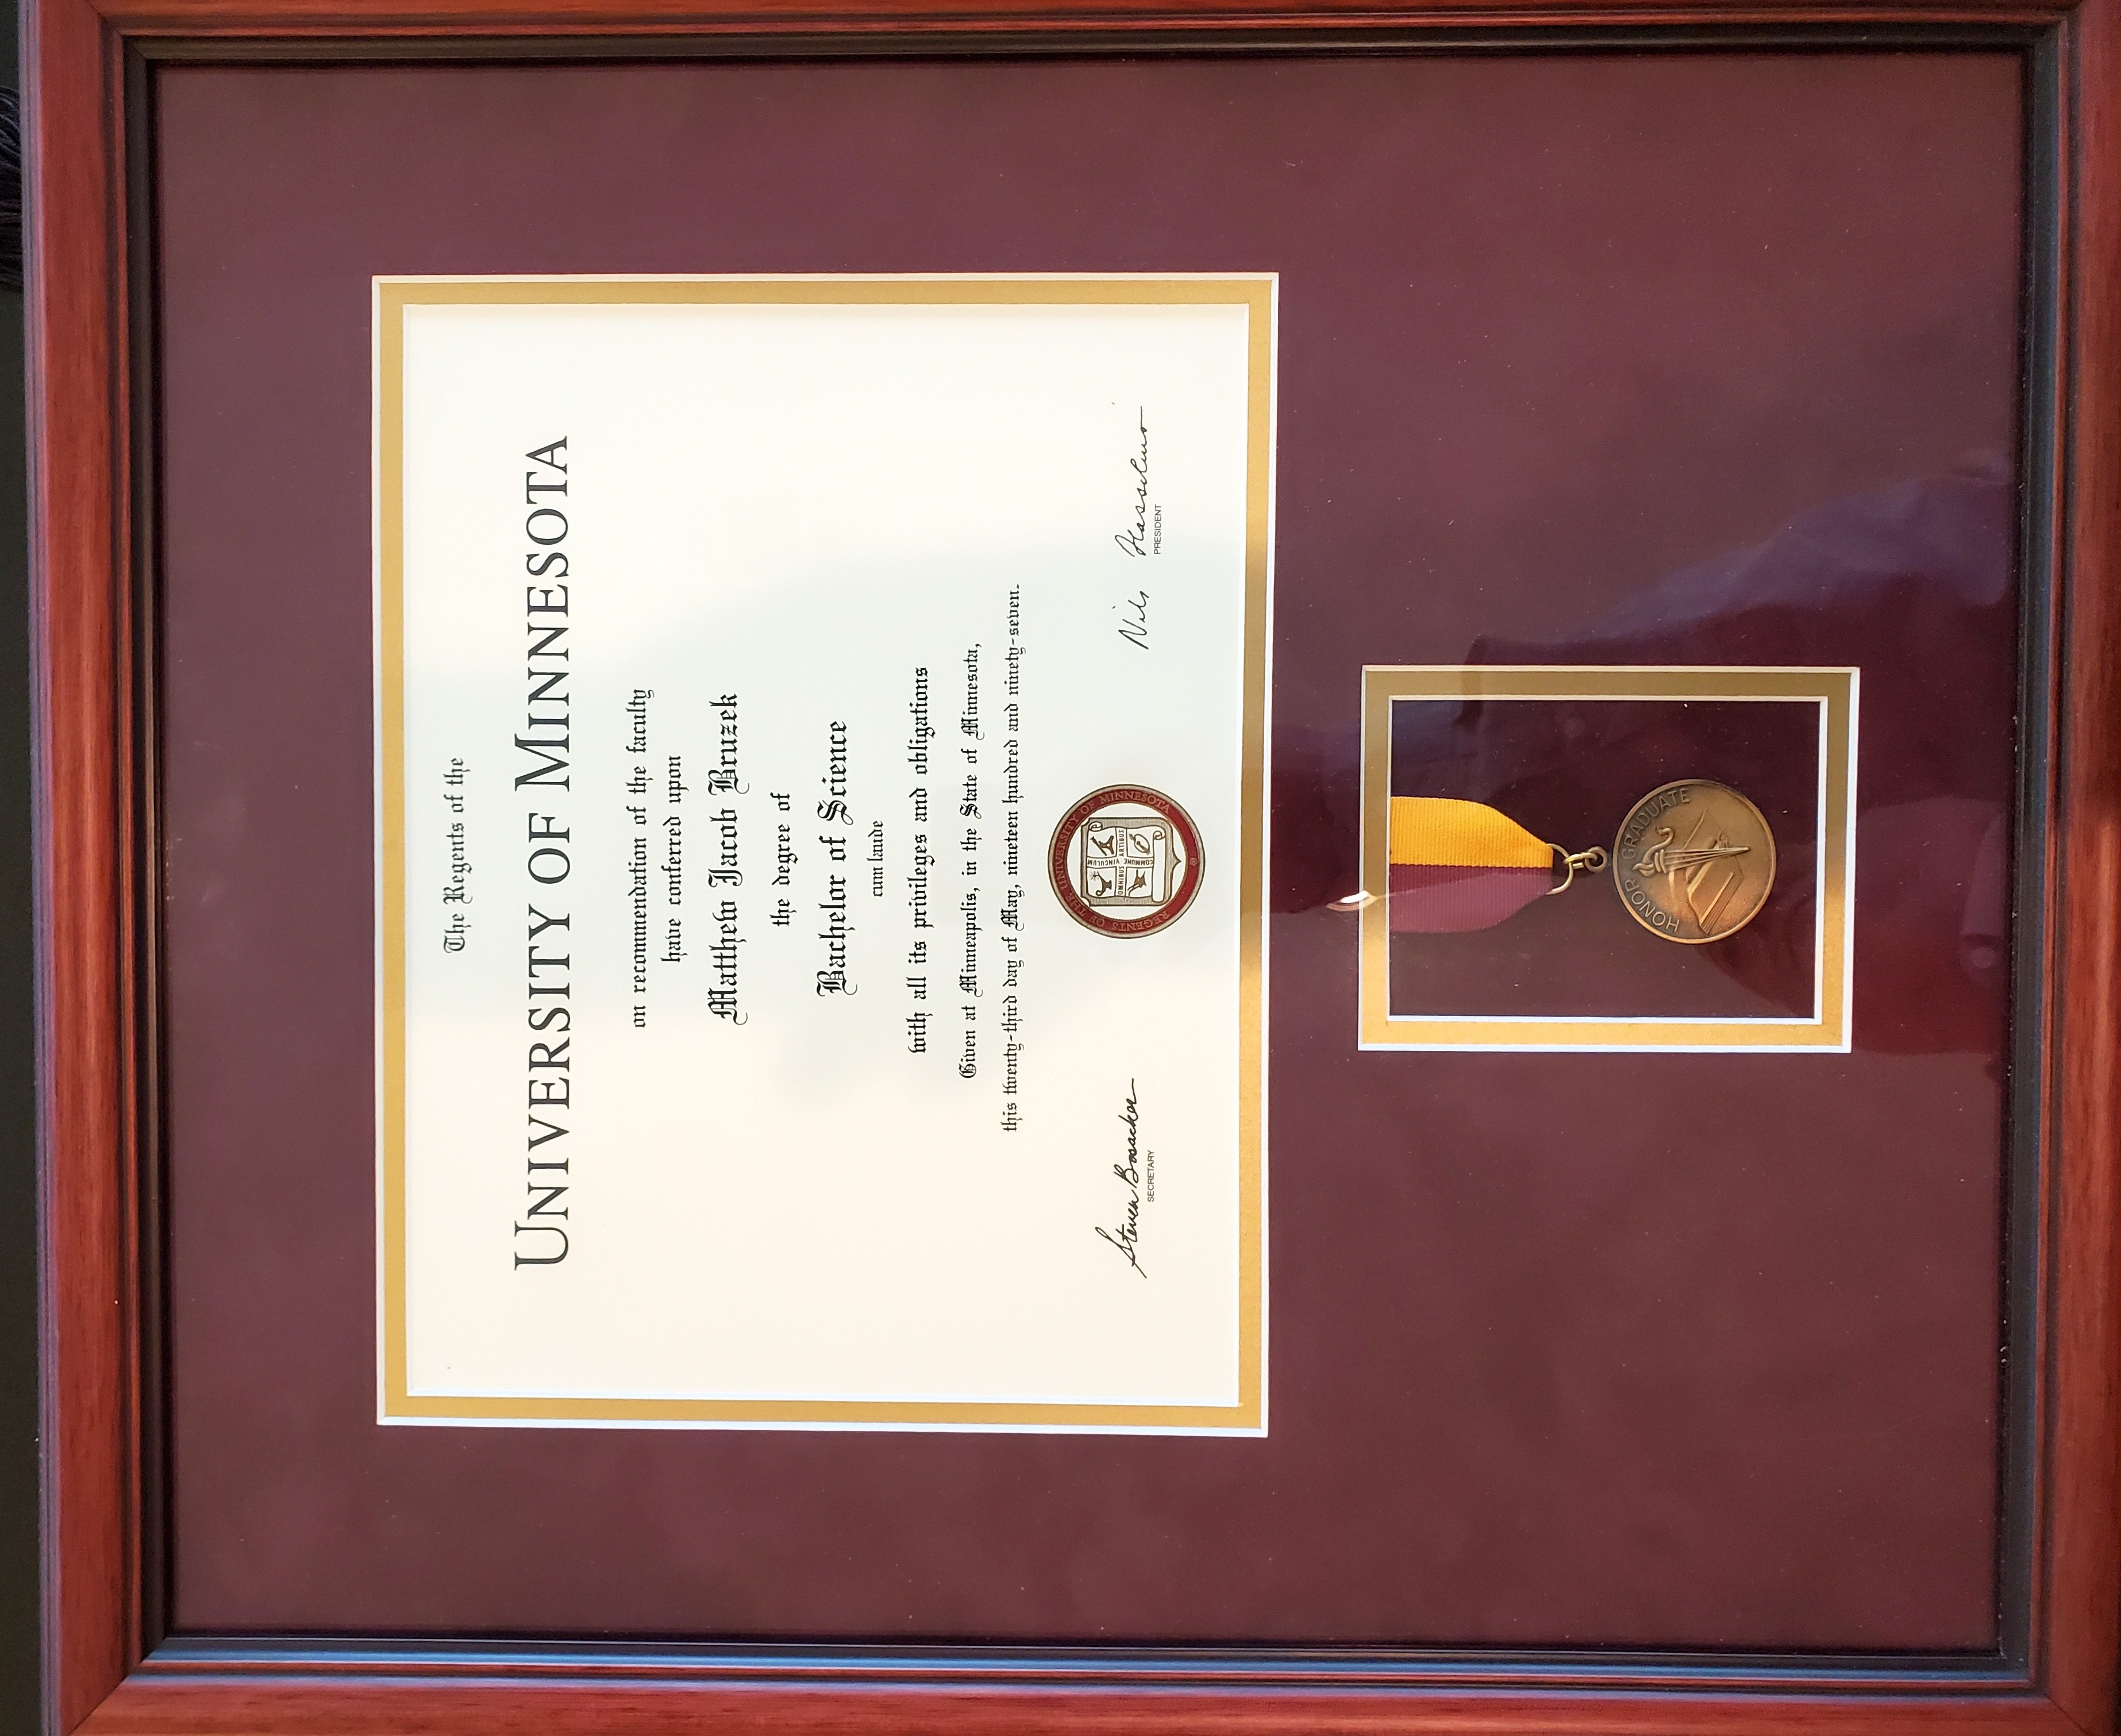 The Regents of the
UNIVERSITY OF MINNESOTA
on recommendation of the faculty
have conferred upon
Matthew Jacob Bruzek
the degree of
Bachelor of Science
cum laude
with all its privileges and obligations
Given at Minneapolis, in the State of Minnesota,
this twenty-third day of May, nineteen hundred and ninety-seven.
REGENTS OF THE UNIVERSITY OF MINNESOTA
OMNIBUS ARTIBUS
COMMUNE VINCULUM
Steven Bosacker
SECRETARY
Nils Hasselmo
PRESIDENT
HONOR GRADUATE